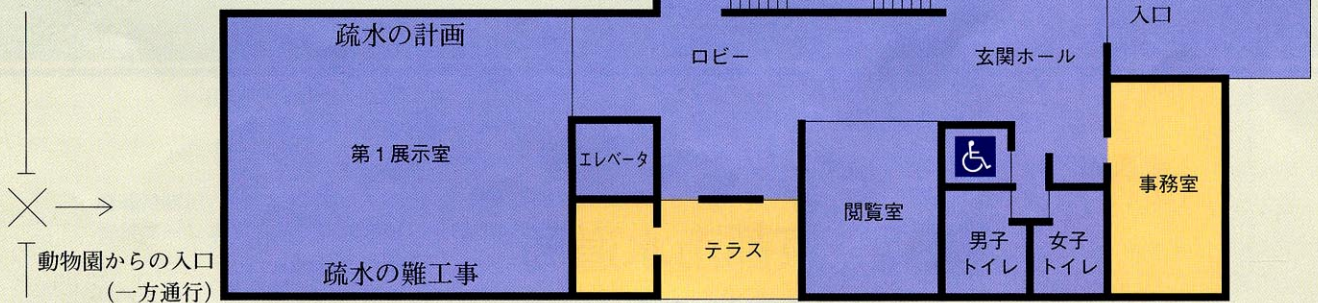 入口
疏水の計画
ロビー
玄関ホール
第1展示室
エレベータ
事務室
閲覧室
テラス
男子
トイレ
女子
トイレ
動物園からの入口
(一方通行)
疏水の難工事